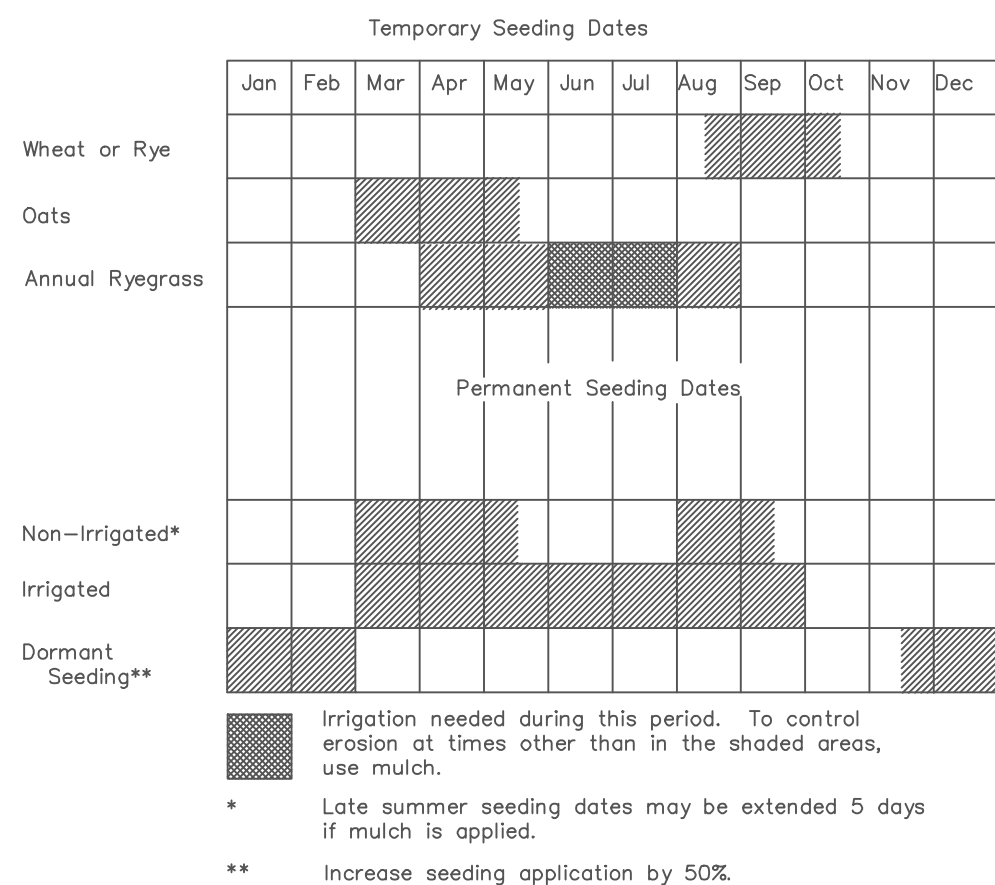 Temporary Seeding Dates
Jan Feb Mar Apr May Jun Jul Aug Sep Oct Nov Dec
Wheat or Rye
Oats
Annual Ryegrass
Permanent Seeding Dates
Non-Irrigated*
Irrigated
Dormant
Seeding**
Irrigation needed during this period. To control
erosion at times other than in the shaded areas,
use mulch.
* Late summer seeding dates may be extended 5 days
if mulch is applied.
** Increase seeding application by 50%.